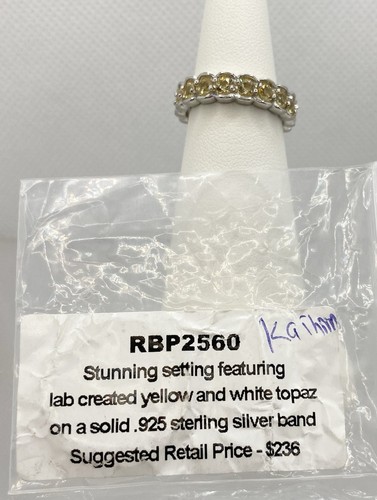 RBP2560
Stunning setting featuring
lab created yellow and white topaz
on a solid .925 sterling silver band
Suggested Retail Price - $236